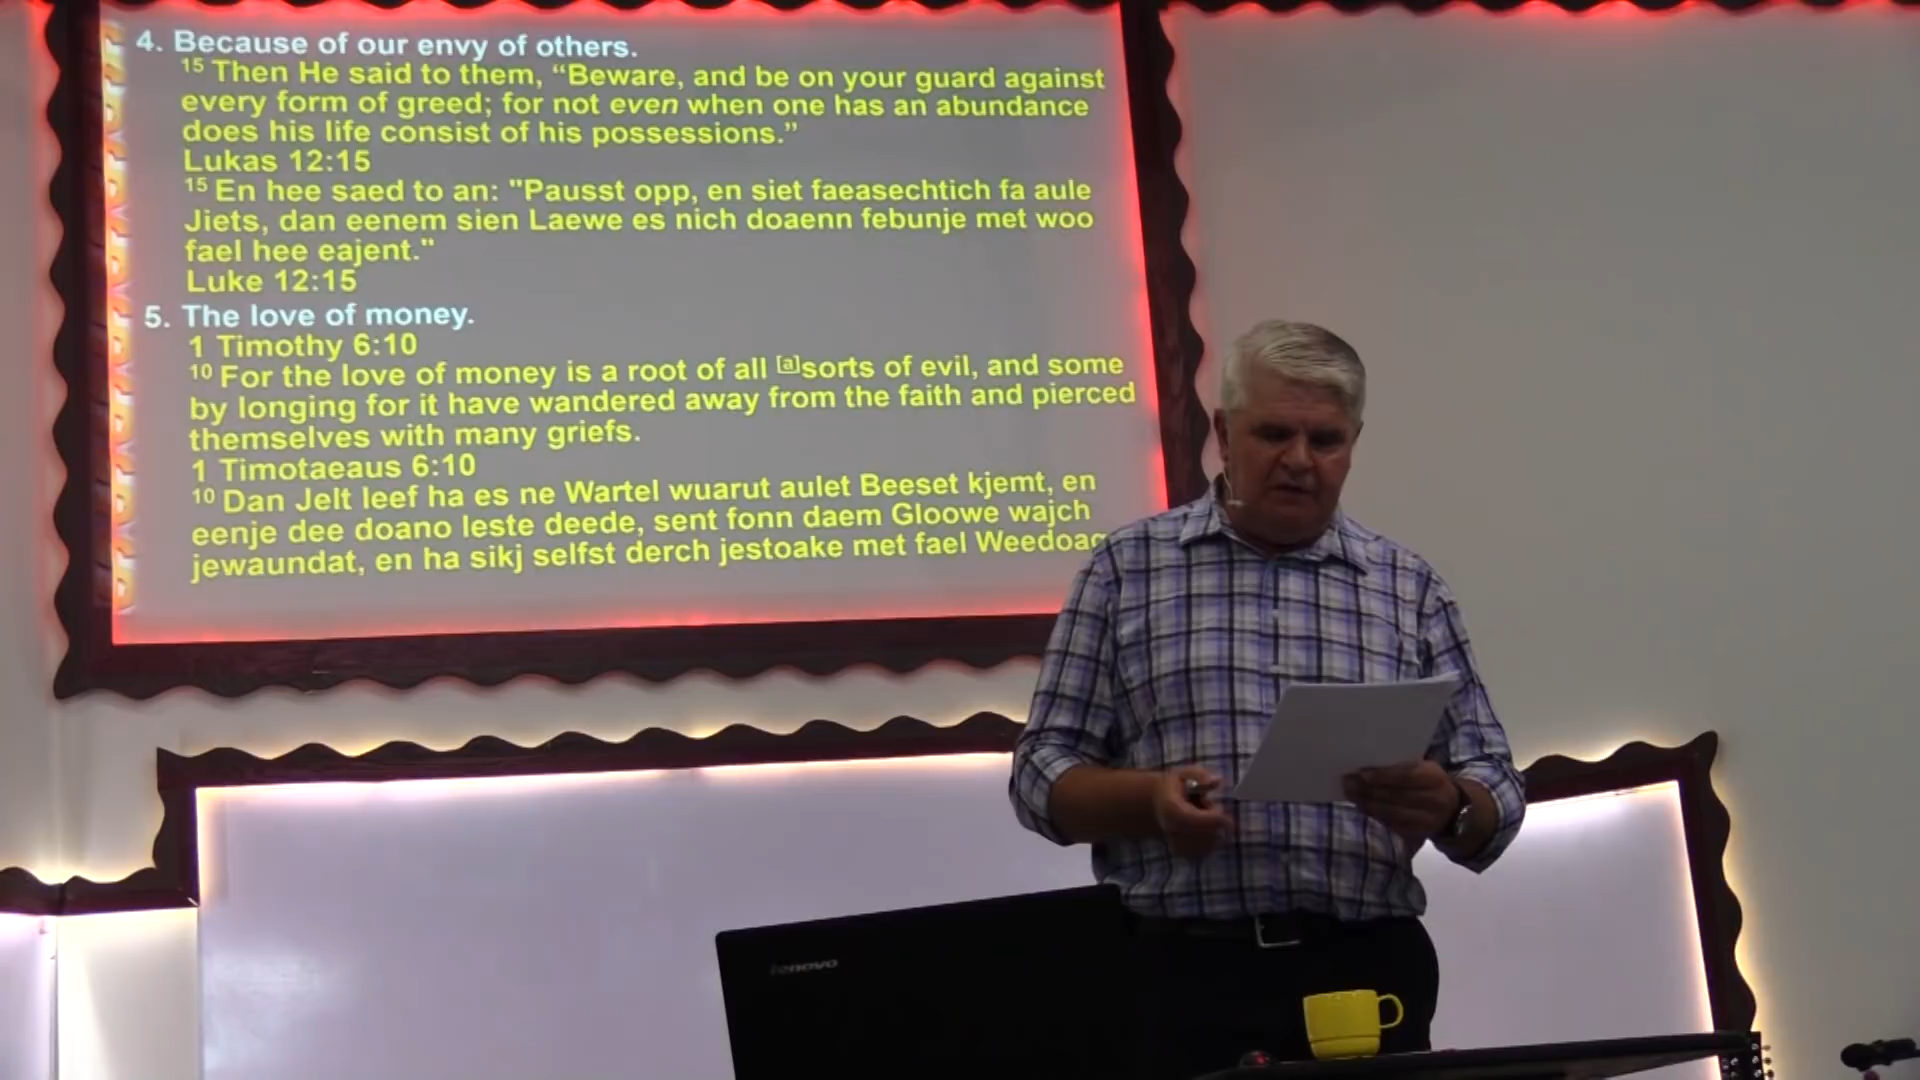 4. Because of our envy of others.
15 Then He said to them, “Beware, and be on your guard against
every form of greed; for not even when one has an abundance
does his life consist of his possessions.”
Lukas 12:15
15 En hee saed to an: "Pausst opp, en siet faeasechtich fa aule
Jiets, dan eenem sien Laewe es nich doaenn febunje met woo
fael hee eajent."
Luke 12:15
5. The love of money.
1 Timothy 6:10
10 For the love of money is a root of all [a]sorts of evil, and some
by longing for it have wandered away from the faith and pierced
themselves with many griefs.
1 Timotaeaus 6:10
10 Dan Jelt leef ha es ne Wartel wuarut aulet Beeset kjemt, en
eenje dee doano leste deede, sent fonn daem Gloowe wajch
jewaundat, en ha sikj selfst derch jestoake met fael
lenovo